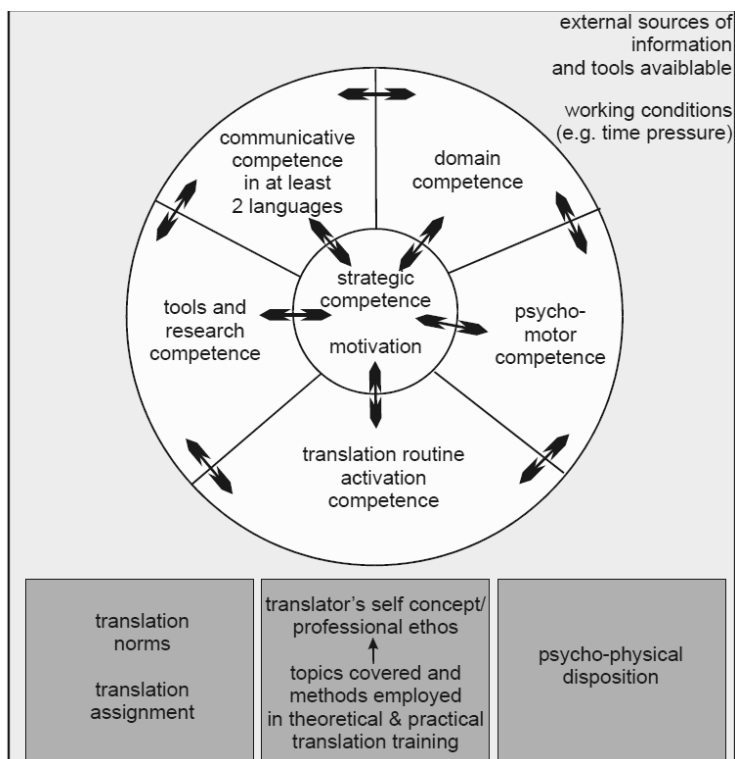 external sources of
information
and tools avaiblable
working conditions
(e.g. time pressure)
communicative
competence
in at least
2 languages
domain
competence
strategic
competence
motivation
tools and
research
competence
psycho-
motor
competence
translation routine
activation
competence
translation
norms
translation
assignment
translator's self concept/
professional ethos
topics covered and
methods employed
in theoretical & practical
translation training
psycho-physical
disposition